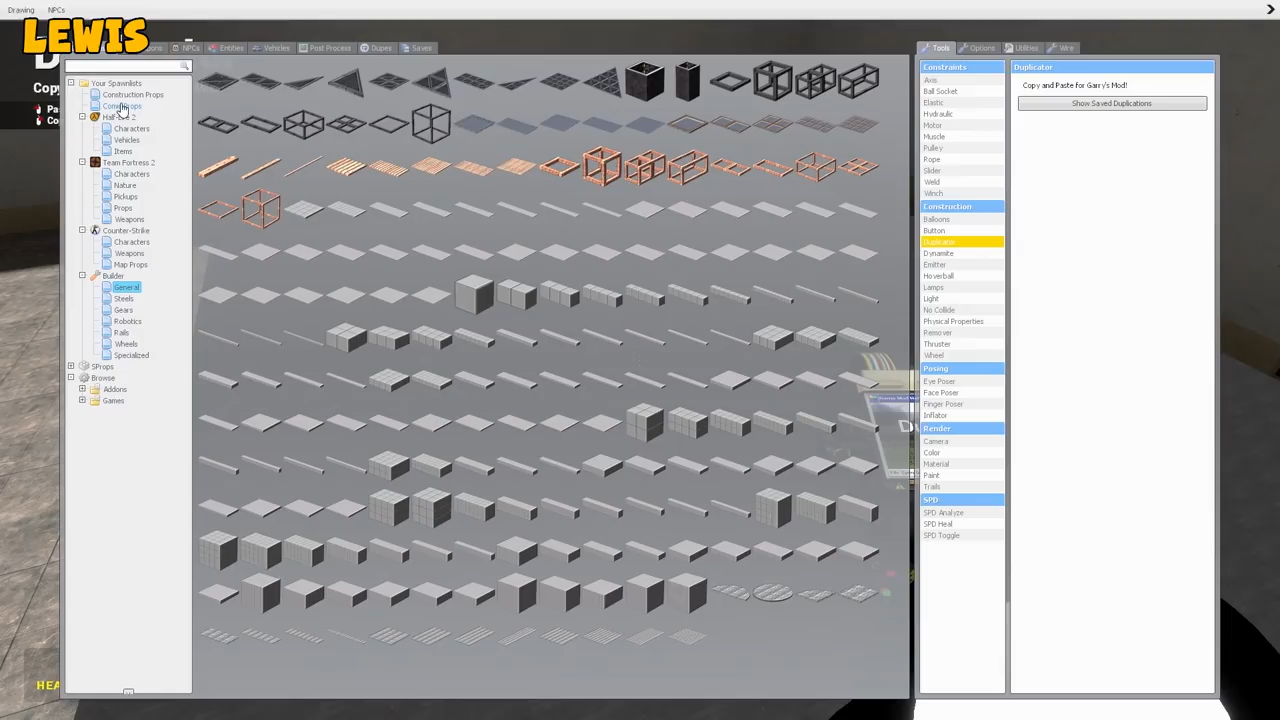 Drawing NPCs
LEWIS
NPCs Entities Vehicles Post Process Dupes Saves
Tools Options Utilities Wire
Your Spawnlists
Construction Props
Comic Props
Characters
Vehicles
Items
Team Fortress 2
Characters
Nature
Pickups
Props
Weapons
Counter-Strike
Characters
Weapons
Map Props
Builder
General
Steels
Gears
Robotics
Rails
Wheels
Specialized
SProps
Browse
Addons
Games
Constraints
Axis
Ball Socket
Elastic
Hydraulic
Motor
Muscle
Pulley
Rope
Slider
Weld
Winch
Construction
Balloons
Button
Duplicator
Dynamite
Emitter
Hoverball
Lamps
Light
No Collide
Physical Properties
Remover
Thruster
Wheel
Posing
Eye Poser
Face Poser
Finger Poser
Inflator
Render
Camera
Color
Material
Paint
Trails
SPD
SPD Analyze
SPD Heal
SPD Toggle
Duplicator
Copy and Paste for Garry's Mod!
Show Saved Duplications